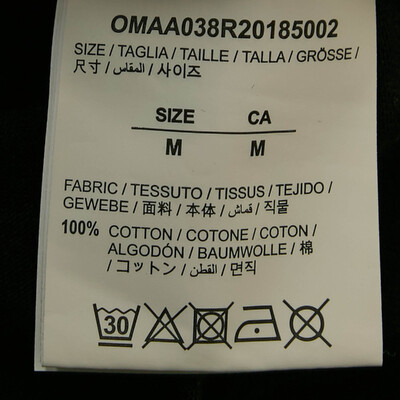 OMAA038R20185002
SIZE / TAGLIA / TAILLE / TALLA / GRÖSSE /
尺寸 / المقاس / 사이즈
SIZE CA
M M
FABRIC / TESSUTO / TISSUS / TEJIDO /
GEWEBE / 面料 / 本体 / قماش / 직물
100% COTTON / COTONE / COTON /
ALGODÓN / BAUMWOLLE / 棉
/ コットン / القطن / 면직
30